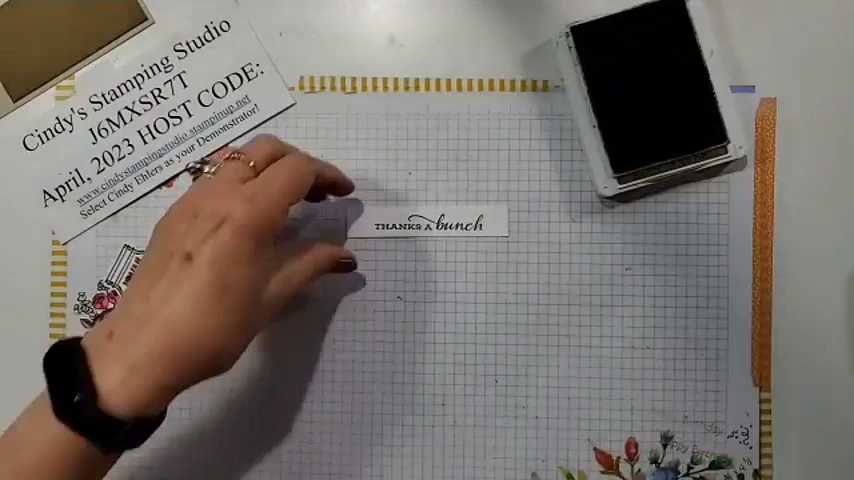 Cindy's Stamping Studio
J6MXSR7T
April, 2023 HOST CODE:
www.cindystampingstudio.stampinup.net
Select Cindy Ehlers as your Demonstrator!
THANKS A bunch